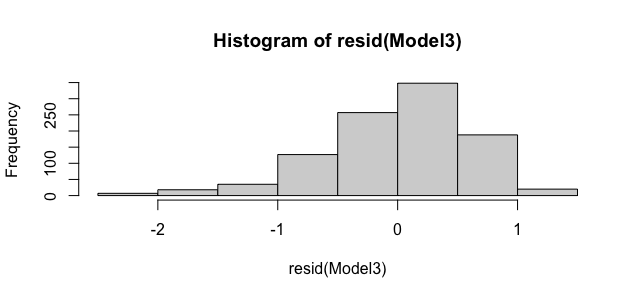 Histogram of resid(Model3)
Frequency
250
100
0
-2 -1 0 1
resid(Model3)